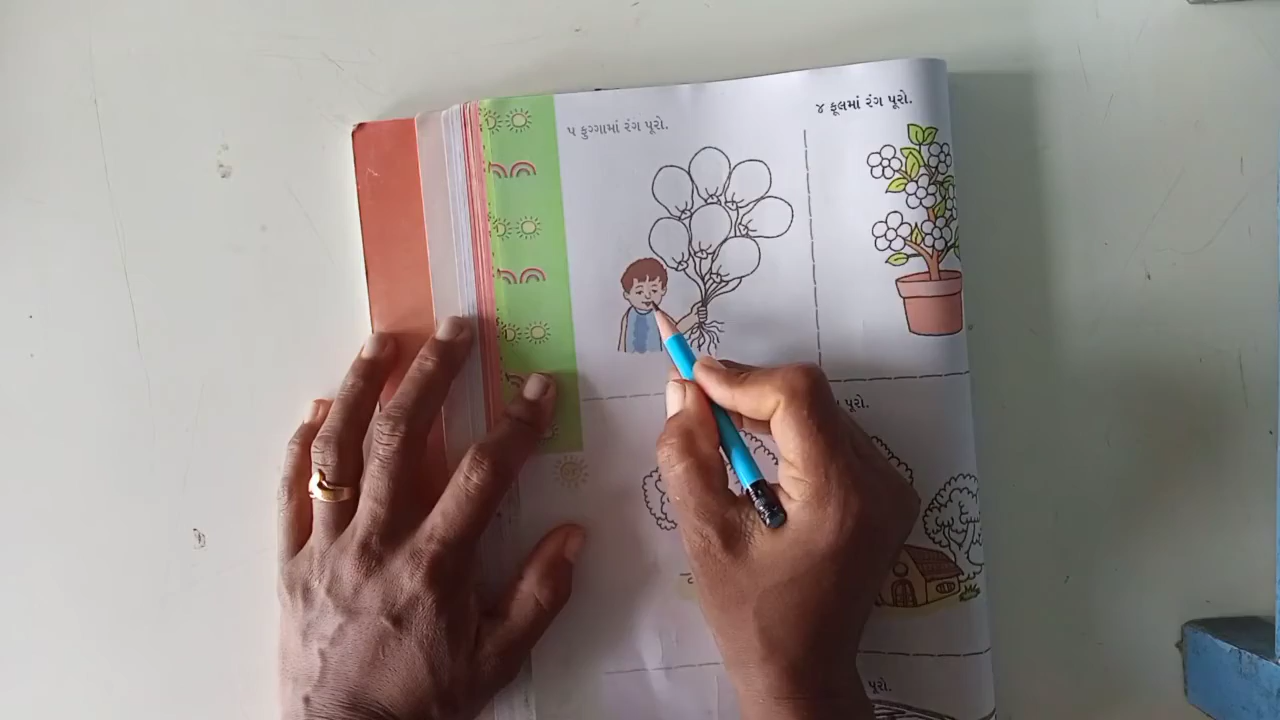 ૫ ફુગ્ગામાં રંગ પૂરો.
૪ ફૂલમાં રંગ પૂરો.
પૂરો.
પૂરો.